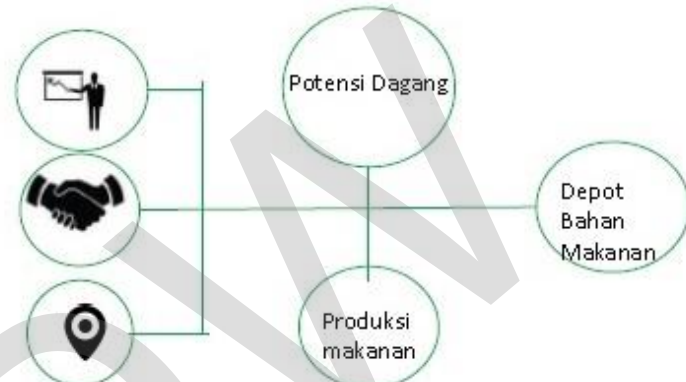 Potensi Dagang
Depot
Bahan
Makanan
Produksi
makanan